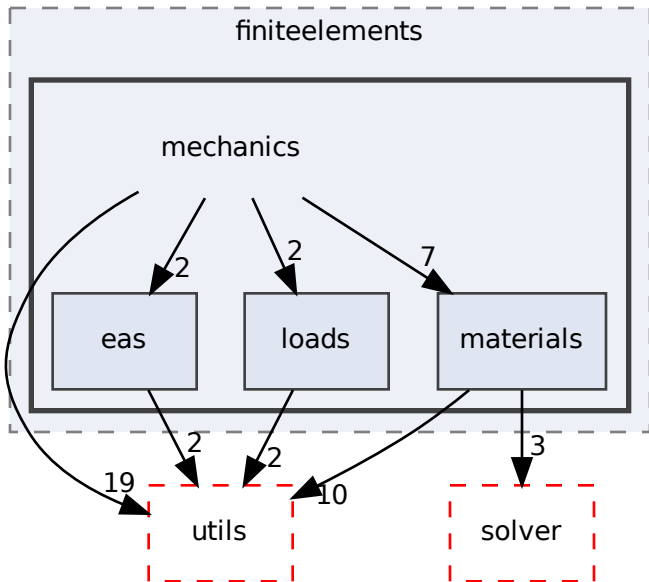 finiteelements
mechanics
2
2
7
eas
loads
materials
19
2
2
10
3
utils
solver